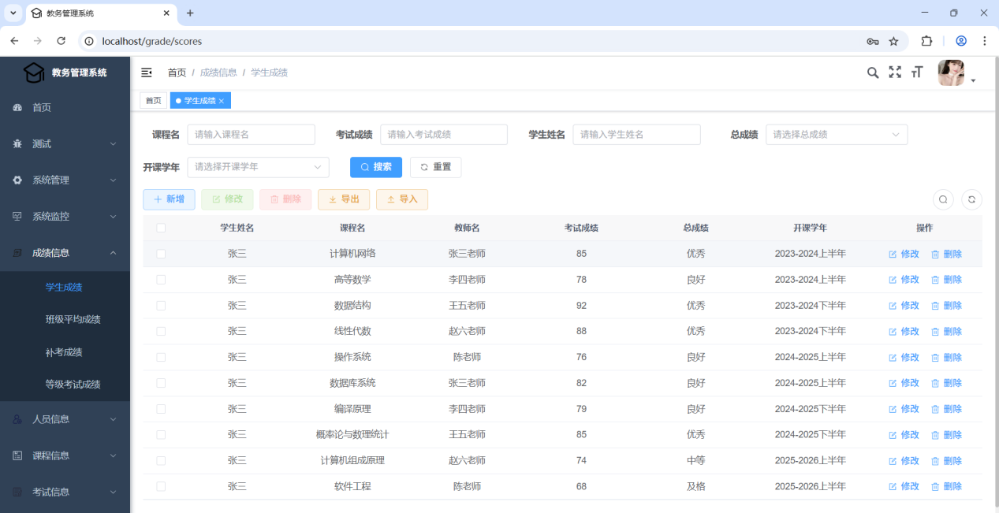 教务管理系统
localhost/grade/scores
教务管理系统
首页 / 成绩信息 / 学生成绩
首页
学生成绩
首页
测试
系统管理
系统监控
成绩信息
学生成绩
班级平均成绩
补考成绩
等级考试成绩
人员信息
课程信息
考试信息
课程名 请输入课程名 考试成绩 请输入考试成绩 学生姓名 请输入学生姓名 总成绩 请选择总成绩
开课学年 请选择开课学年 搜索 重置
新增 修改 删除 导出 导入
学生姓名 课程名 教师名 考试成绩 总成绩 开课学年 操作
张三 计算机网络 张三老师 85 优秀 2023-2024上半年 修改 删除
张三 高等数学 李四老师 78 良好 2023-2024上半年 修改 删除
张三 数据结构 王五老师 92 优秀 2023-2024下半年 修改 删除
张三 线性代数 赵六老师 88 优秀 2023-2024下半年 修改 删除
张三 操作系统 陈老师 76 良好 2024-2025上半年 修改 删除
张三 数据库系统 张三老师 82 良好 2024-2025上半年 修改 删除
张三 编译原理 李四老师 79 良好 2024-2025下半年 修改 删除
张三 概率论与数理统计 王五老师 85 优秀 2024-2025下半年 修改 删除
张三 计算机组成原理 赵六老师 74 中等 2025-2026上半年 修改 删除
张三 软件工程 陈老师 68 及格 2025-2026上半年 修改 删除